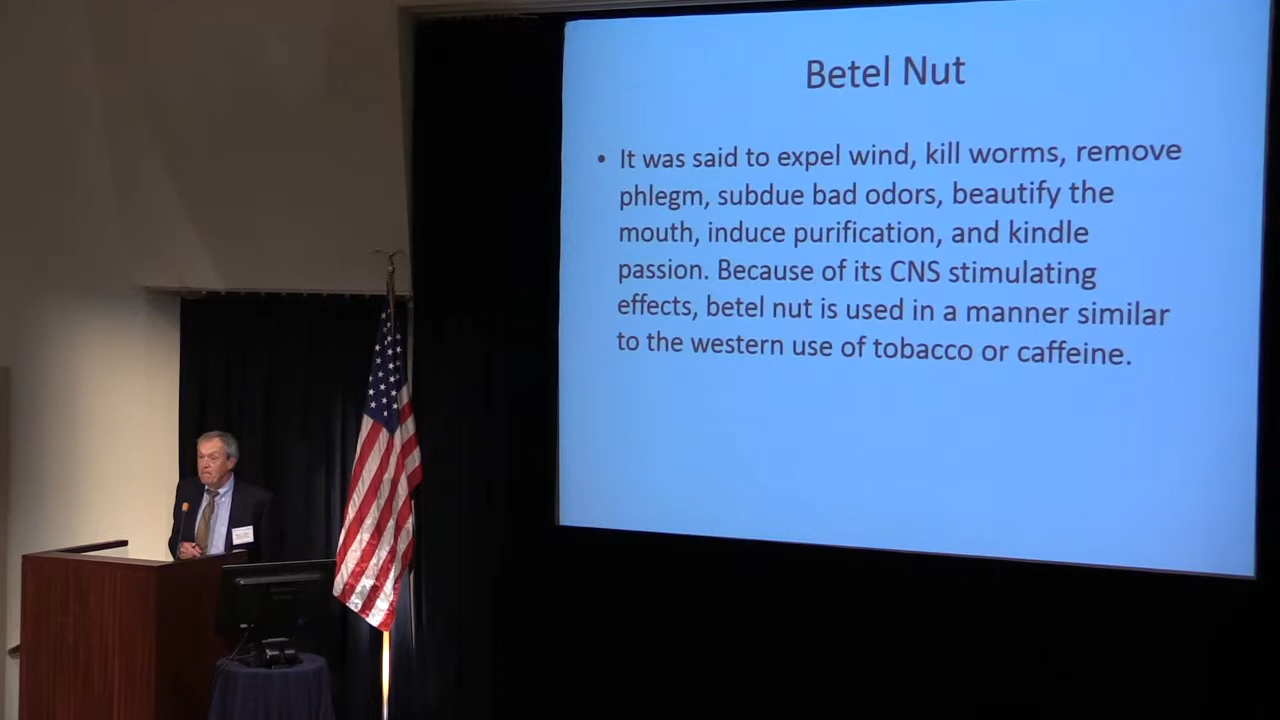 Betel Nut
• It was said to expel wind, kill worms, remove
phlegm, subdue bad odors, beautify the
mouth, induce purification, and kindle
passion. Because of its CNS stimulating
effects, betel nut is used in a manner similar
to the western use of tobacco or caffeine.